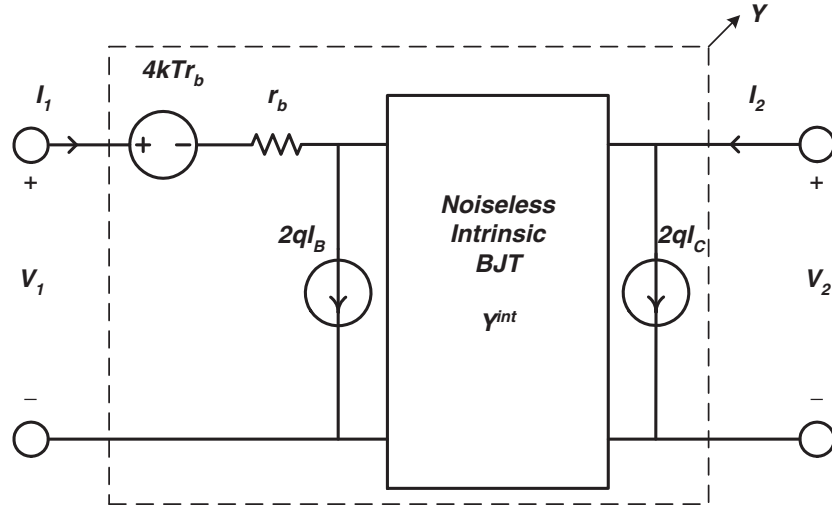 Y
4kTr_b
r_b
I_1
I_2
+ −
+
+
2qI_B
Noiseless
Intrinsic
BJT
Y^int
2qI_C
V_1
V_2
−
−